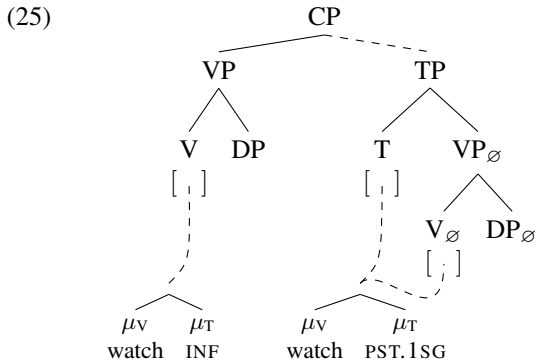 (25) CP
VP TP
V DP T VP∅
[ ] [ ] V∅ DP∅
[ ]
μV μT μV μT
watch INF watch PST.1SG